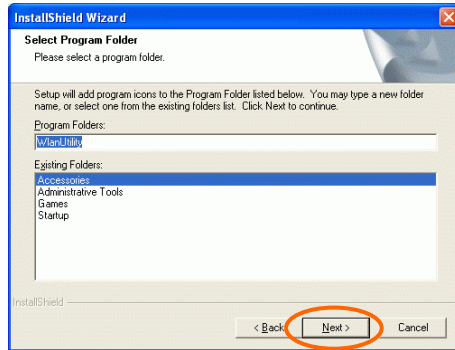 InstallShield Wizard
Select Program Folder
Please select a program folder.
Setup will add program icons to the Program Folder listed below. You may type a new folder
name, or select one from the existing folders list. Click Next to continue.
Program Folders:
WlanUtility
Existing Folders:
Accessories
Administrative Tools
Games
Startup
InstallShield
< Back
Next >
Cancel